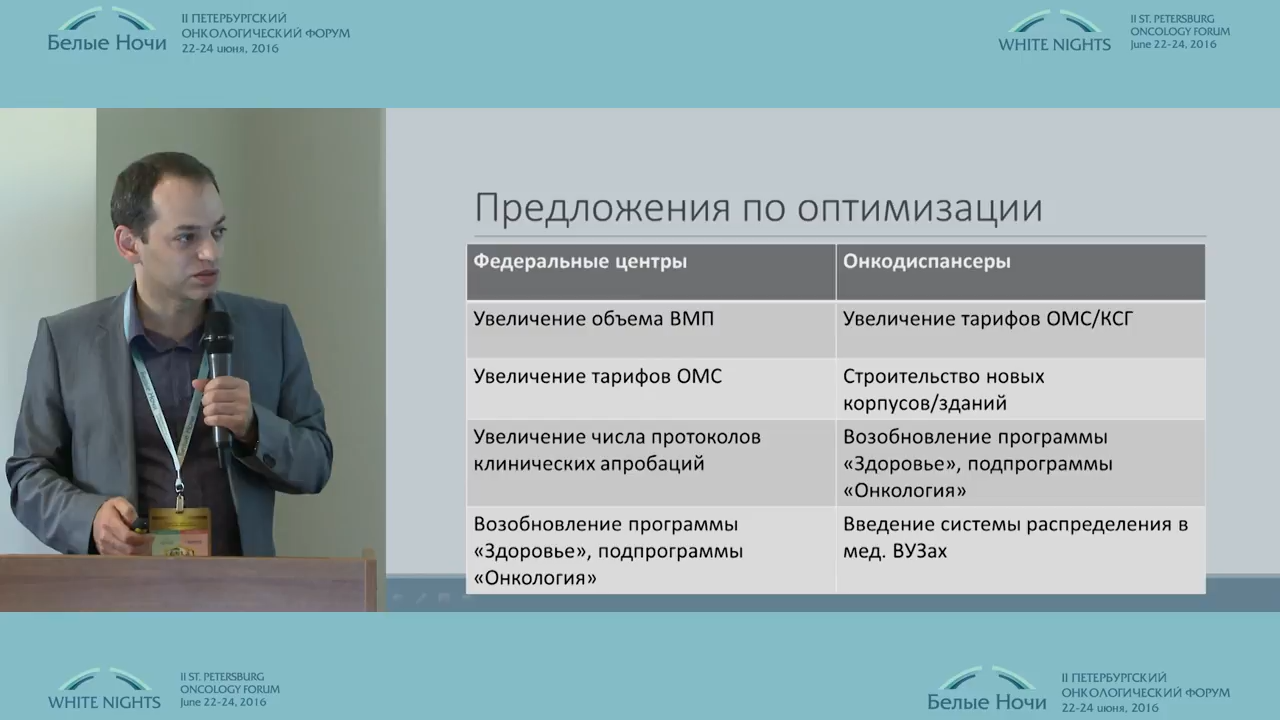 Белые Ночи
II ПЕТЕРБУРГСКИЙ
ОНКОЛОГИЧЕСКИЙ ФОРУМ
22-24 июня, 2016
WHITE NIGHTS
II ST. PETERSBURG
ONCOLOGY FORUM
June 22-24, 2016
Предложения по оптимизации
Федеральные центры
Онкодиспансеры
Увеличение объема ВМП
Увеличение тарифов ОМС/КСГ
Увеличение тарифов ОМС
Строительство новых
корпусов/зданий
Увеличение числа протоколов
клинических апробаций
Возобновление программы
«Здоровье», подпрограммы
«Онкология»
Возобновление программы
«Здоровье», подпрограммы
«Онкология»
Введение системы распределения в
мед. ВУЗах
WHITE NIGHTS
II ST. PETERSBURG
ONCOLOGY FORUM
June 22-24, 2016
Белые Ночи
II ПЕТЕРБУРГСКИЙ
ОНКОЛОГИЧЕСКИЙ ФОРУМ
22-24 июня, 2016